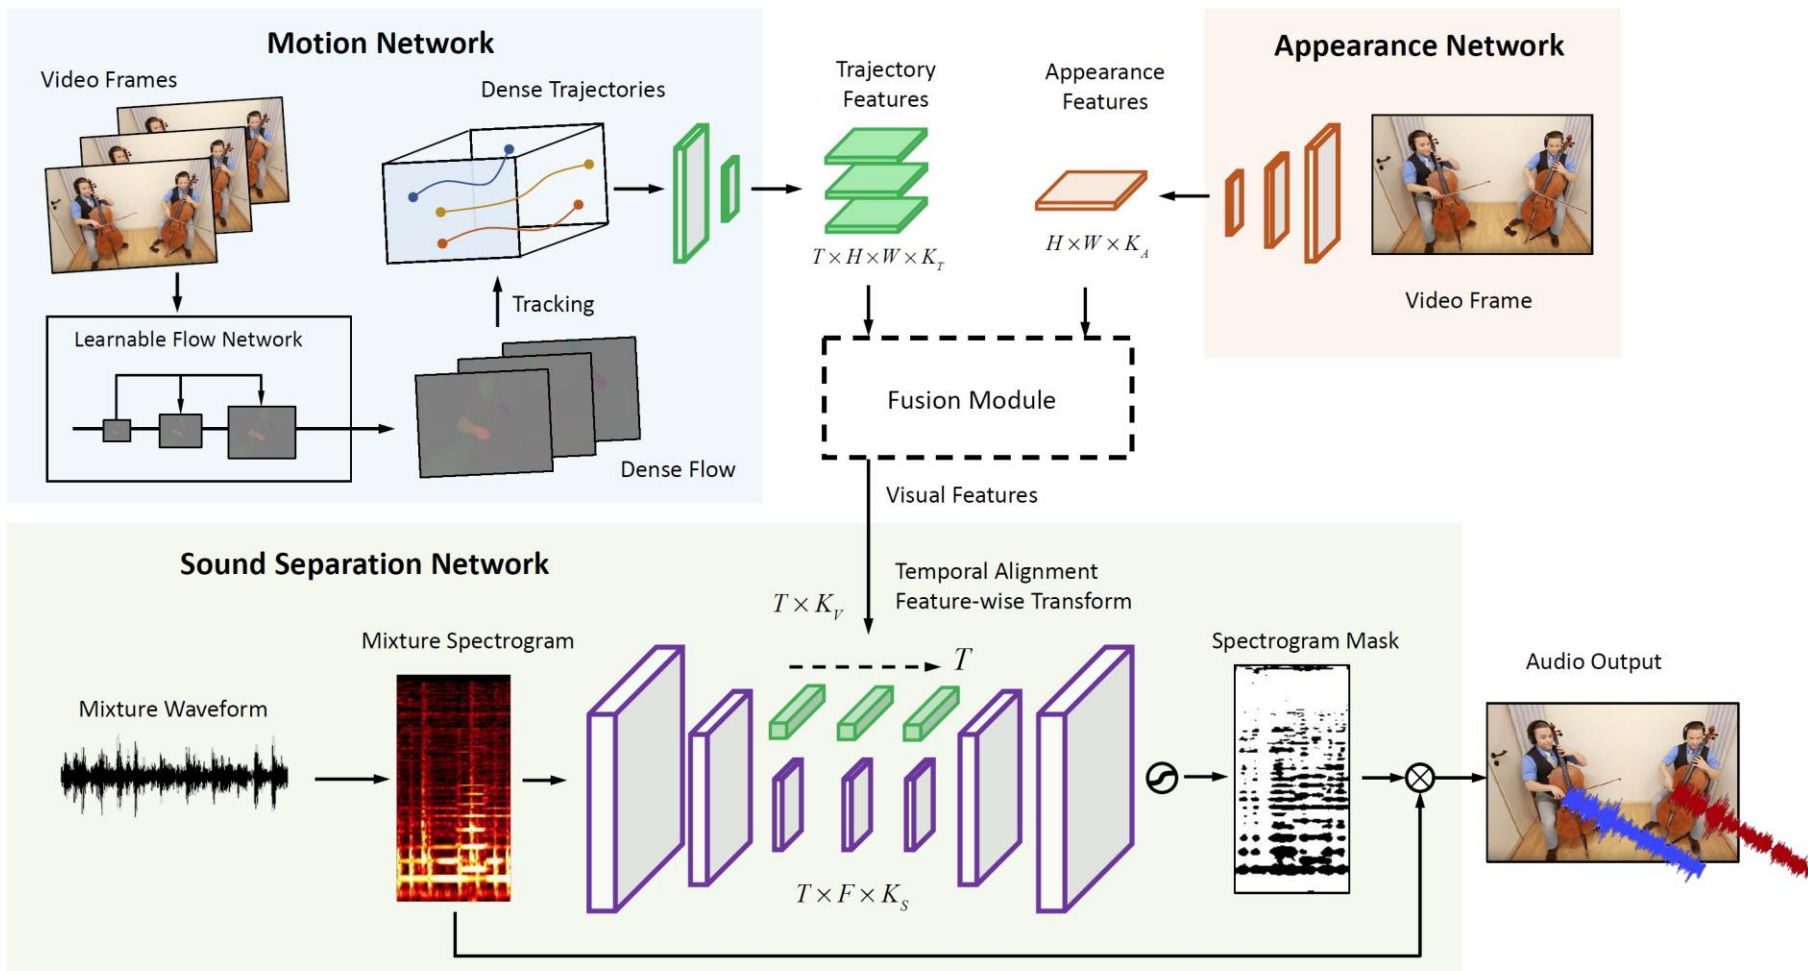 Motion Network
Video Frames
Dense Trajectories
Learnable Flow Network
Tracking
Dense Flow
Trajectory
Features
T × H × W × K_T
Appearance
Features
H × W × K_A
Appearance Network
Video Frame
Fusion Module
Visual Features
Sound Separation Network
Temporal Alignment
Feature-wise Transform
T × K_V
T
Mixture Waveform
Mixture Spectrogram
T × F × K_S
Spectrogram Mask
Audio Output